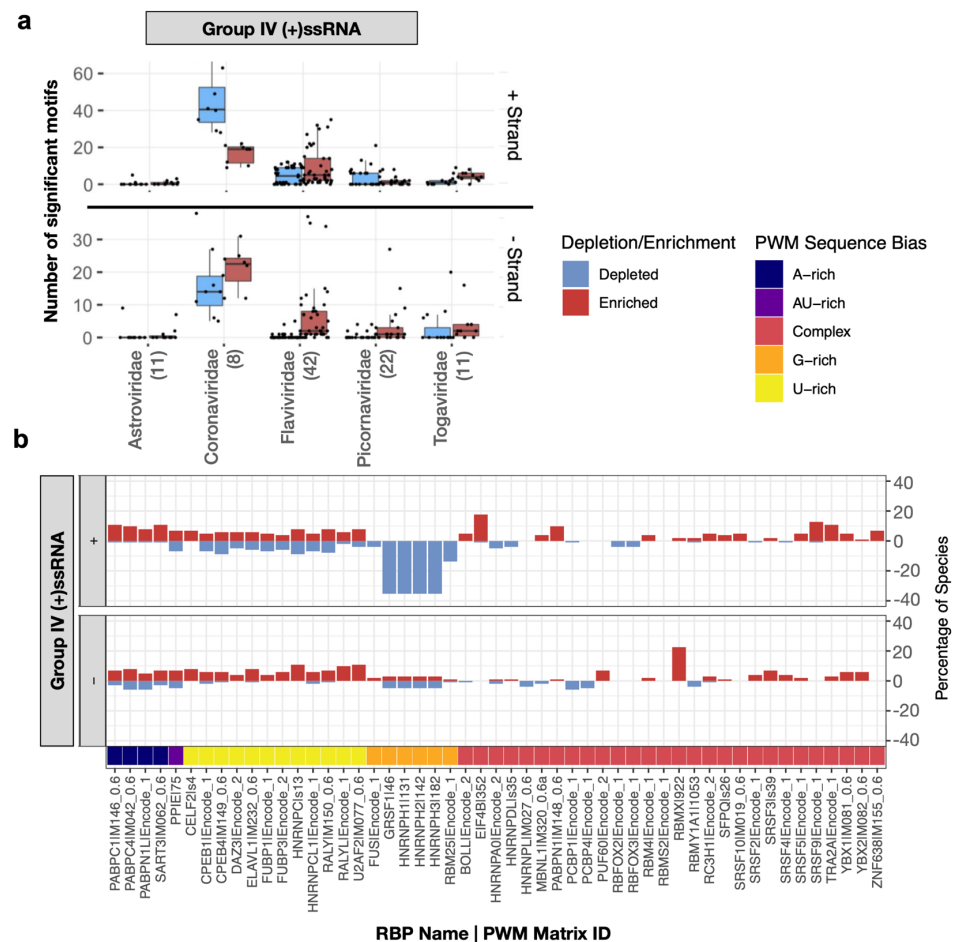 a
Group IV (+)ssRNA
Number of significant motifs
60
40
20
0
+ Strand
30
20
10
0
- Strand
Astroviridae (11)
Coronaviridae (8)
Flaviviridae (42)
Picornaviridae (22)
Togaviridae (11)
Depletion/Enrichment
Depleted
Enriched
PWM Sequence Bias
A-rich
AU-rich
Complex
G-rich
U-rich
b
Group IV (+)ssRNA
+
40
20
0
-20
-40
–
40
20
0
-20
-40
Percentage of Species
PABPC1|M146_0.6
PABPC4|M042_0.6
PABPN1L|Encode_1
SART3|M062_0.6
PPIE|75
CELF2|s4
CPEB1|Encode_1
CPEB4|M149_0.6
DAZ3|Encode_2
ELAVL1|M232_0.6
FUBP1|Encode_1
FUBP3|Encode_2
HNRNPC|s13
HNRNPCL1|Encode_1
RALY|M150_0.6
RALYL|Encode_1
U2AF2|M077_0.6
FUS|Encode_1
GRSF1|46
HNRNPH1|131
HNRNPH2|142
HNRNPH3|182
RBM25|Encode_1
BOLL|Encode_2
EIF4B|352
HNRNPA0|Encode_2
HNRNPDL|s35
HNRNPL|M027_0.6
MBNL1|M320_0.6a
PABPN1|M148_0.6
PCBP1|Encode_1
PCBP4|Encode_1
PUF60|Encode_2
RBFOX2|Encode_1
RBFOX3|Encode_1
RBM4|Encode_1
RBMS2|Encode_1
RBMX|922
RBMY1A1|1053
RC3H1|Encode_2
SFPQ|s26
SRSF10|M019_0.6
SRSF2|Encode_1
SRSF3|s39
SRSF4|Encode_1
SRSF5|Encode_1
SRSF9|Encode_1
TRA2A|Encode_1
YBX1|M081_0.6
YBX2|M082_0.6
ZNF638|M155_0.6
RBP Name | PWM Matrix ID